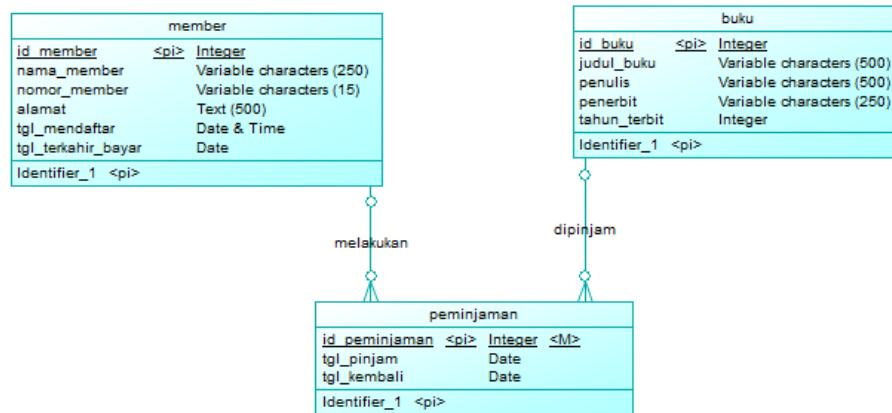 member
id_member <pi> Integer
nama_member Variable characters (250)
nomor_member Variable characters (15)
alamat Text (500)
tgl_mendaftar Date & Time
tgl_terkahir_bayar Date
Identifier_1 <pi>
buku
id_buku <pi> Integer
judul_buku Variable characters (500)
penulis Variable characters (500)
penerbit Variable characters (250)
tahun_terbit Integer
Identifier_1 <pi>
melakukan
dipinjam
peminjaman
id_peminjaman <pi> Integer <M>
tgl_pinjam Date
tgl_kembali Date
Identifier_1 <pi>